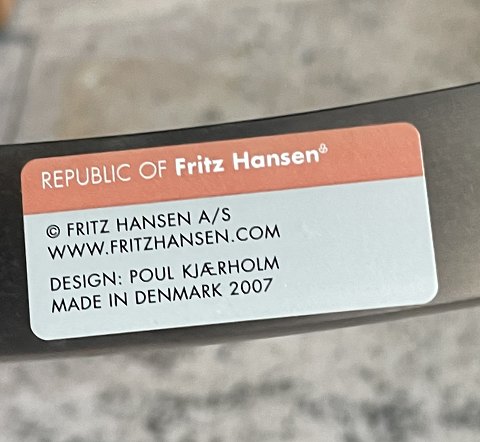 REPUBLIC OF Fritz Hansen®
© FRITZ HANSEN A/S
WWW.FRITZHANSEN.COM
DESIGN: POUL KJÆRHOLM
MADE IN DENMARK 2007